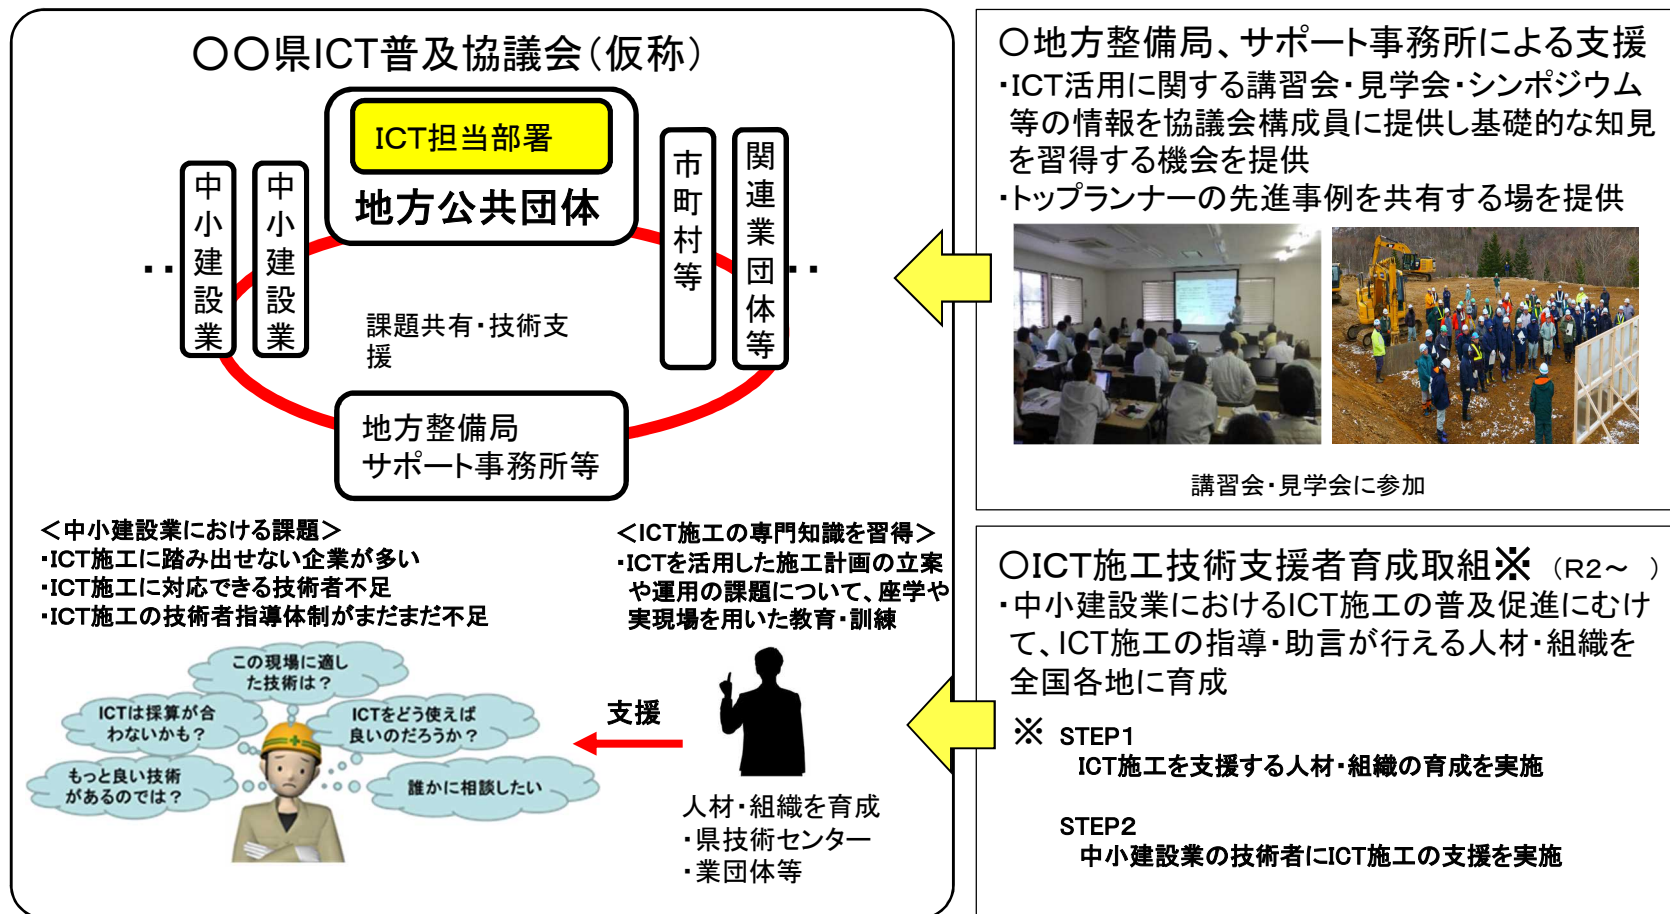 〇〇県ICT普及協議会(仮称)
ICT担当部署
地方公共団体
中小建設業
中小建設業
市町村等
関連業団体等
‥
‥
課題共有・技術支
援
地方整備局
サポート事務所等
<中小建設業における課題>
・ICT施工に踏み出せない企業が多い
・ICT施工に対応できる技術者不足
・ICT施工の技術者指導体制がまだまだ不足
この現場に適し
た技術は?
ICTは採算が合
わないかも?
ICTをどう使えば
良いのだろうか?
もっと良い技術
があるのでは?
誰かに相談したい
<ICT施工の専門知識を習得>
・ICTを活用した施工計画の立案
や運用の課題について、座学や
実現場を用いた教育・訓練
支援
人材・組織を育成
・県技術センター
・業団体等
〇地方整備局、サポート事務所による支援
・ICT活用に関する講習会・見学会・シンポジウム
等の情報を協議会構成員に提供し基礎的な知見
を習得する機会を提供
・トップランナーの先進事例を共有する場を提供
講習会・見学会に参加
〇ICT施工技術支援者育成取組※ (R2~ )
・中小建設業におけるICT施工の普及促進にむけ
て、ICT施工の指導・助言が行える人材・組織を
全国各地に育成
※ STEP1
ICT施工を支援する人材・組織の育成を実施
STEP2
中小建設業の技術者にICT施工の支援を実施